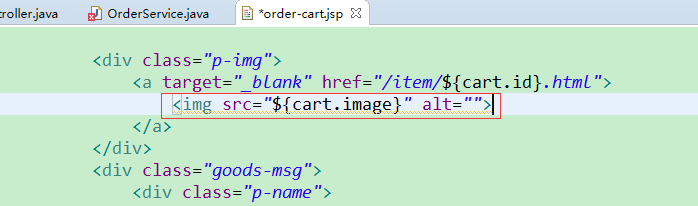 troller.java OrderService.java *order-cart.jsp
<div class="p-img">
<a target="_blank" href="/item/${cart.id}.html">
<img src="${cart.image}" alt="">
</a>
</div>
<div class="goods-msg">
<div class="p-name">